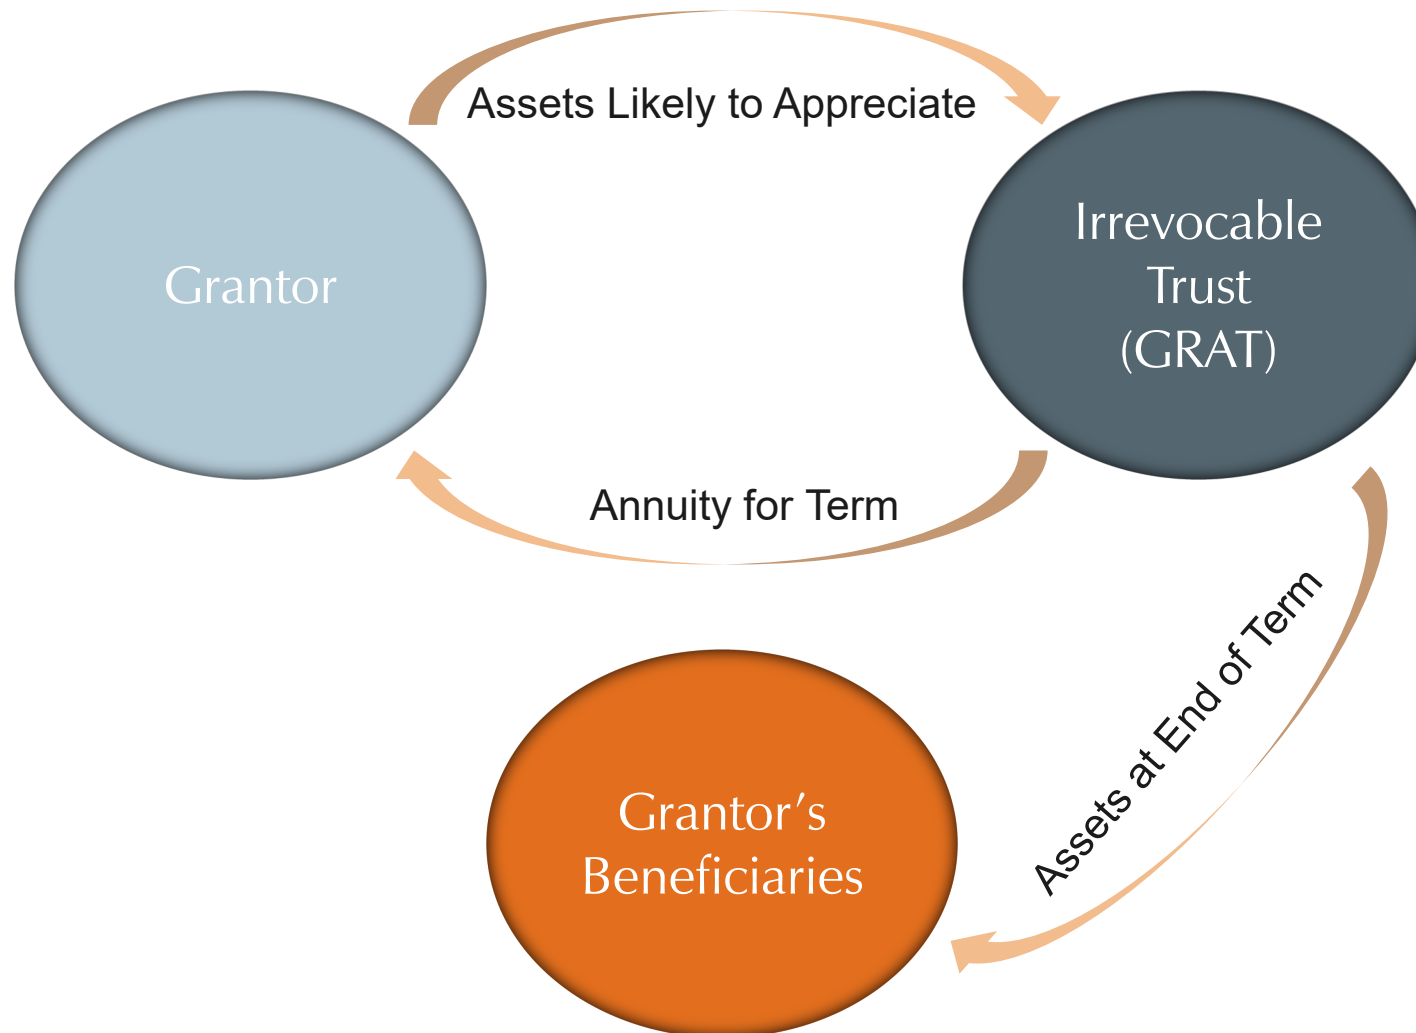 Assets Likely to Appreciate
Grantor
Irrevocable
Trust
(GRAT)
Annuity for Term
Assets at End of Term
Grantor’s
Beneficiaries